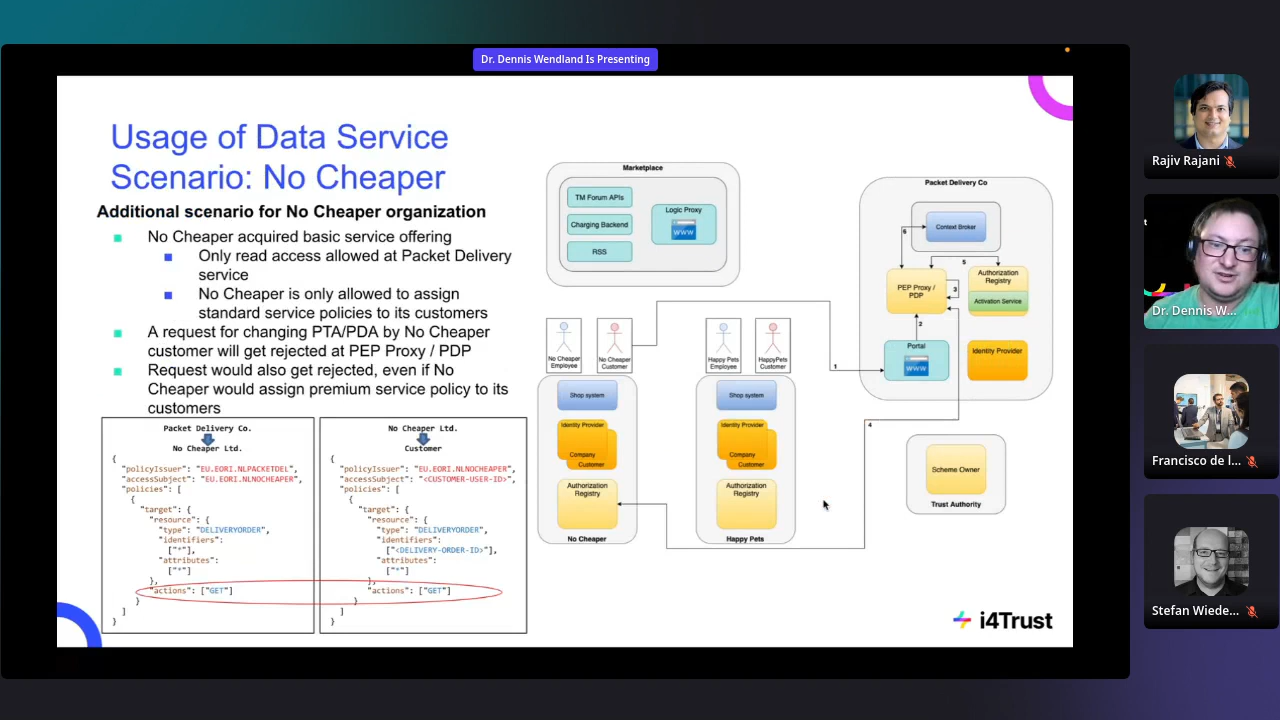 Dr. Dennis Wendland Is Presenting
Usage of Data Service
Scenario: No Cheaper
Additional scenario for No Cheaper organization
No Cheaper acquired basic service offering
Only read access allowed at Packet Delivery
service
No Cheaper is only allowed to assign
standard service policies to its customers
A request for changing PTA/PDA by No Cheaper
customer will get rejected at PEP Proxy / PDP
Request would also get rejected, even if No
Cheaper would assign premium service policy to its
customers
Packet Delivery Co.
No Cheaper Ltd.
{
"policyIssuer": "EU.EORI.NLPACKETDEL",
"accessSubject": "EU.EORI.NLNOCHEAPER",
"policies": [
{
"target": {
"resource": {
"type": "DELIVERYORDER",
"identifiers":
["*"],
"attributes":
["*"]
},
"actions": ["GET"]
}
]
}
No Cheaper Ltd.
Customer
{
"policyIssuer": "EU.EORI.NLNOCHEAPER",
"accessSubject": "<CUSTOMER-USER-ID>",
"policies": [
{
"target": {
"resource": {
"type": "DELIVERYORDER",
"identifiers":
["<DELIVERY-ORDER-ID>"],
"attributes":
["*"]
},
"actions": ["GET"]
}
]
}
Marketplace
TM Forum APIs
Charging Backend
RSS
Logic Proxy
WWW
Packet Delivery Co
Context Broker
6
5
PEP Proxy /
PDP
3
Authorization
Registry
Activation Service
2
Portal
WWW
Identity Provider
1
4
No Cheaper
Employee
No Cheaper
Customer
Happy Pets
Employee
HappyPets
Customer
Shop system
Identity Provider
Company
Customer
Authorization
Registry
No Cheaper
Shop system
Identity Provider
Company
Customer
Authorization
Registry
Happy Pets
Scheme Owner
Trust Authority
i4Trust
Rajiv Rajani
Dr. Dennis W...
Francisco de l...
Stefan Wiede...